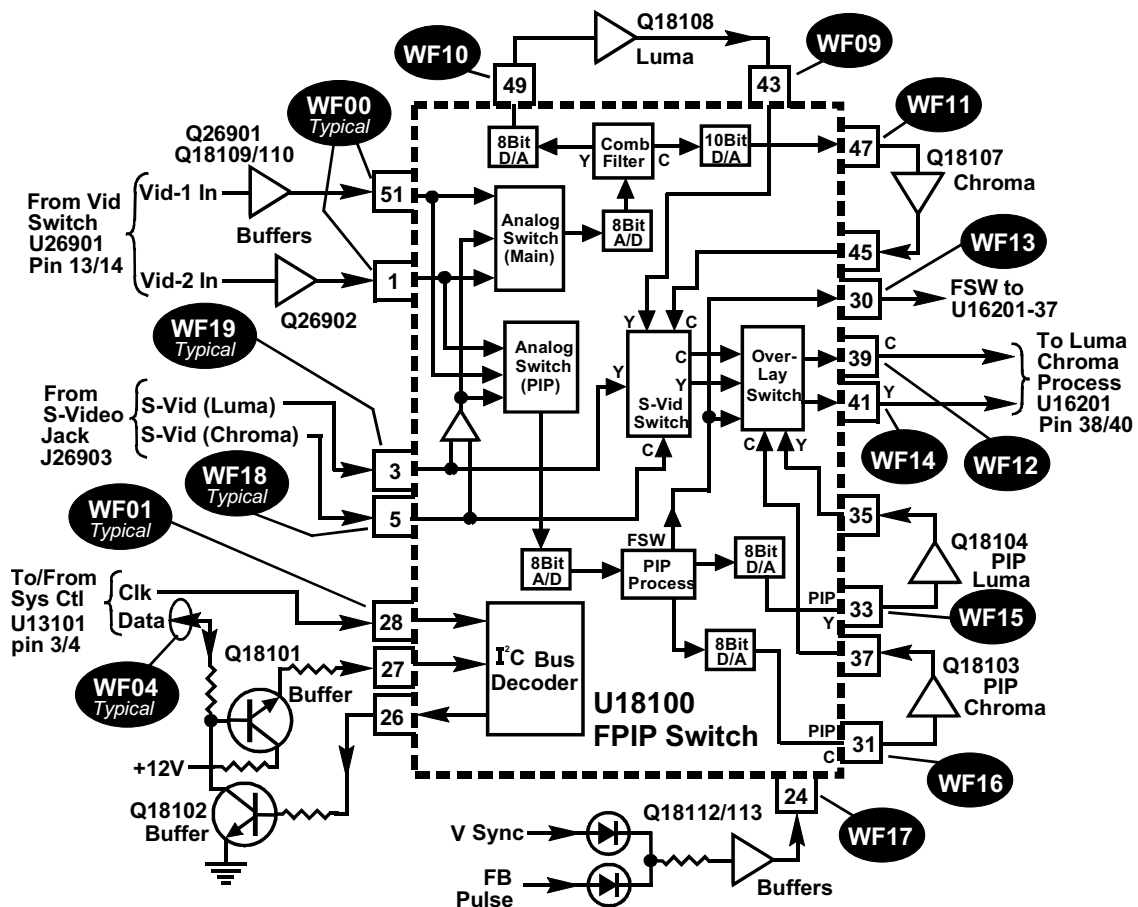 Q18108
Luma
WF10
WF09
49
43
WF00
Typical
WF11
Q26901
Q18109/110
8Bit
D/A
Y
Comb
Filter
C
10Bit
D/A
47
Q18107
Chroma
From Vid
Switch
U26901
Pin 13/14
Vid-1 In
51
Buffers
Analog
Switch
(Main)
8Bit
A/D
45
WF13
Vid-2 In
1
Q26902
30
FSW to
U16201-37
WF19
Typical
Analog
Switch
(PIP)
Y
C
Y
S-Vid
Switch
C
Y
C
Over-
Lay
Switch
C
Y
39
C
41
Y
To Luma
Chroma
Process
U16201
Pin 38/40
From
S-Video
Jack
J26903
S-Vid (Luma)
S-Vid (Chroma)
3
WF14
WF12
WF18
Typical
5
WF01
Typical
35
FSW
8Bit
A/D
PIP
Process
8Bit
D/A
Q18104
PIP
Luma
To/From
Sys Ctl
U13101
pin 3/4
Clk
Data
28
PIP
Y
33
WF15
WF04
Typical
Q18101
Buffer
27
I²C Bus
Decoder
8Bit
D/A
37
Q18103
PIP
Chroma
26
U18100
FPIP Switch
PIP
C
31
+12V
WF16
Q18102
Buffer
24
Q18112/113
WF17
V Sync
FB
Pulse
Buffers